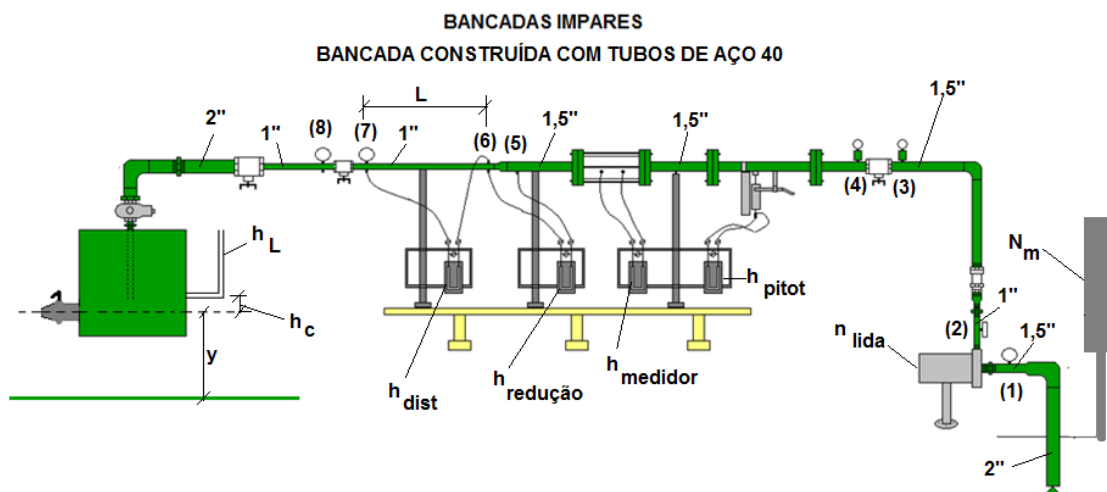 BANCADAS IMPARES
BANCADA CONSTRUÍDA COM TUBOS DE AÇO 40
L
1,5"
2"
1"
(8)
(7)
1"
(6)
(5)
1,5"
1,5"
(4)
(3)
h L
N m
h pitot
h c
y
(2)
1"
n lida
1,5"
(1)
h medidor
h redução
h dist
2"